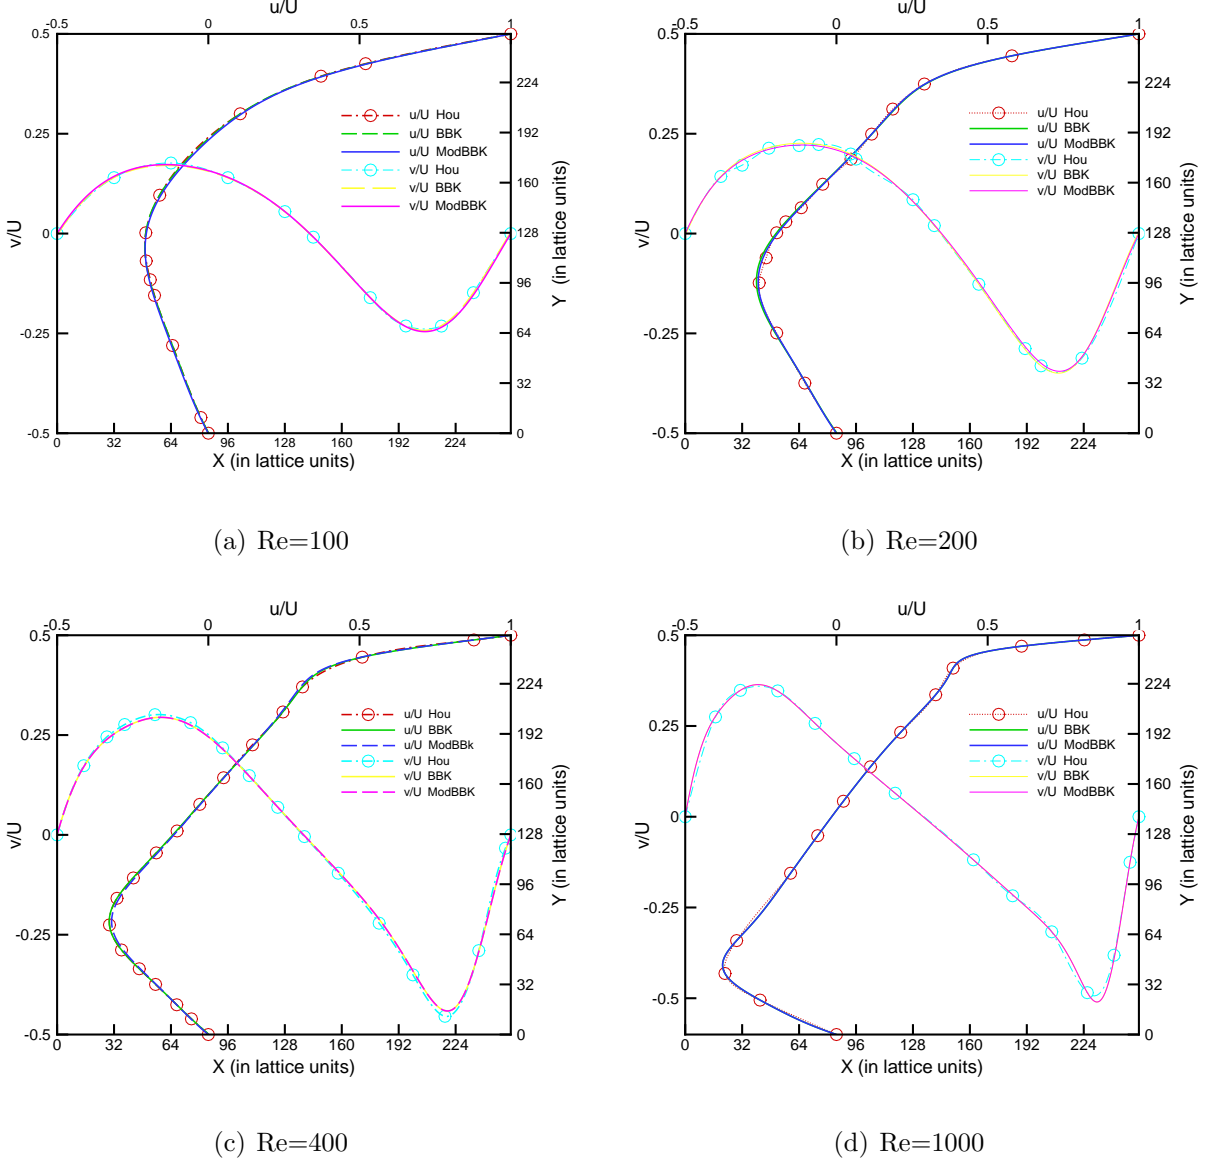 u/U
-0.5 0 0.5 1
0.5
0.25
0
-0.25
-0.5
v/U
224
192
160
128
96
64
32
0
Y (in lattice units)
u/U Hou
u/U BBK
u/U ModBBK
v/U Hou
v/U BBK
v/U ModBBK
0 32 64 96 128 160 192 224
X (in lattice units)
(a) Re=100
u/U
-0.5 0 0.5 1
0.5
0.25
0
-0.25
-0.5
v/U
224
192
160
128
96
64
32
0
Y (in lattice units)
u/U Hou
u/U BBK
u/U ModBBK
v/U Hou
v/U BBK
v/U ModBBK
0 32 64 96 128 160 192 224
X (in lattice units)
(b) Re=200
u/U
-0.5 0 0.5 1
0.5
0.25
0
-0.25
-0.5
v/U
224
192
160
128
96
64
32
0
Y (in lattice units)
u/U Hou
u/U BBK
u/U ModBBk
v/U Hou
v/U BBK
v/U ModBBK
0 32 64 96 128 160 192 224
X (in lattice units)
(c) Re=400
u/U
-0.5 0 0.5 1
0.5
0.25
0
-0.25
-0.5
v/U
224
192
160
128
96
64
32
0
Y (in lattice units)
u/U Hou
u/U BBK
u/U ModBBK
v/U Hou
v/U BBK
v/U ModBBK
0 32 64 96 128 160 192 224
X (in lattice units)
(d) Re=1000